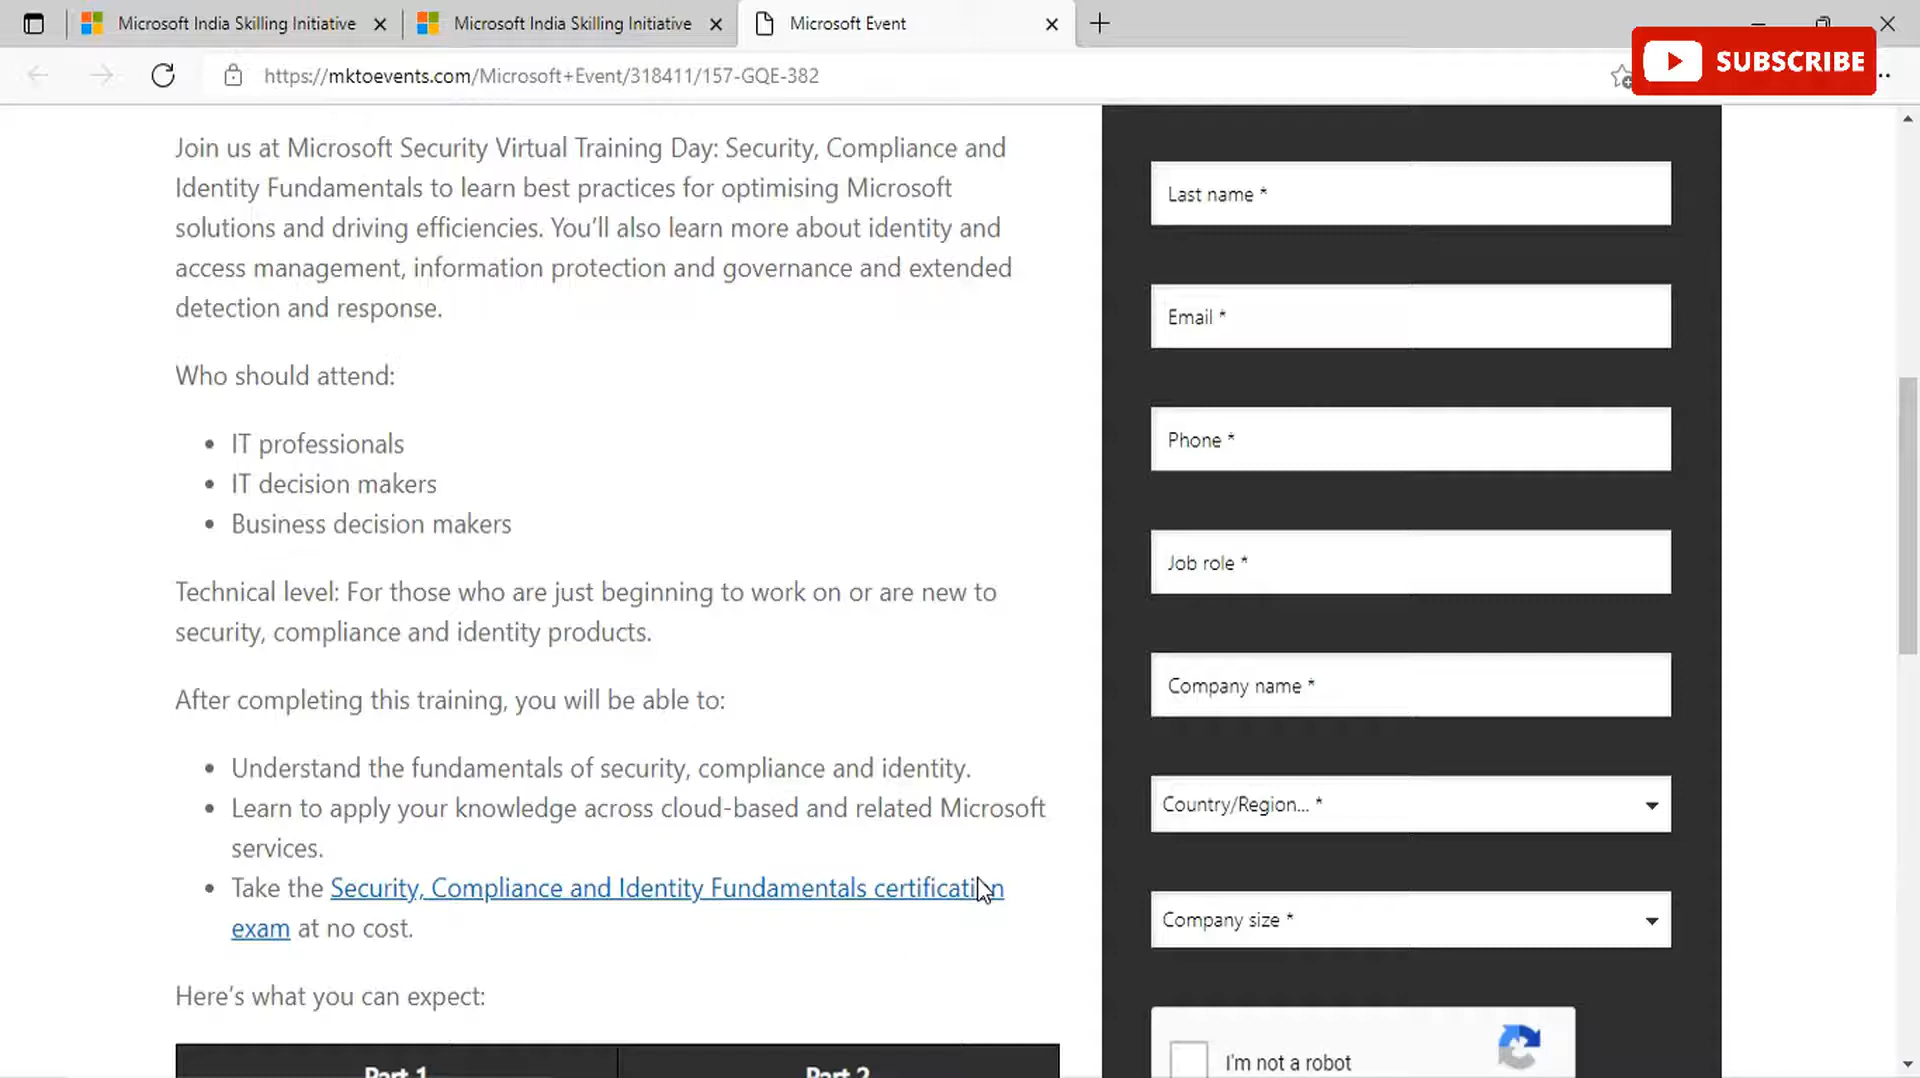 Microsoft India Skilling Initiative
Microsoft India Skilling Initiative
Microsoft Event
https://mktoevents.com/Microsoft+Event/318411/157-GQE-382
SUBSCRIBE
Join us at Microsoft Security Virtual Training Day: Security, Compliance and
Identity Fundamentals to learn best practices for optimising Microsoft
solutions and driving efficiencies. You’ll also learn more about identity and
access management, information protection and governance and extended
detection and response.
Who should attend:
• IT professionals
• IT decision makers
• Business decision makers
Technical level: For those who are just beginning to work on or are new to
security, compliance and identity products.
After completing this training, you will be able to:
• Understand the fundamentals of security, compliance and identity.
• Learn to apply your knowledge across cloud-based and related Microsoft
services.
• Take the Security, Compliance and Identity Fundamentals certification
exam at no cost.
Here’s what you can expect:
Part 1
Part 2
Last name *
Email *
Phone *
Job role *
Company name *
Country/Region... *
Company size *
I'm not a robot